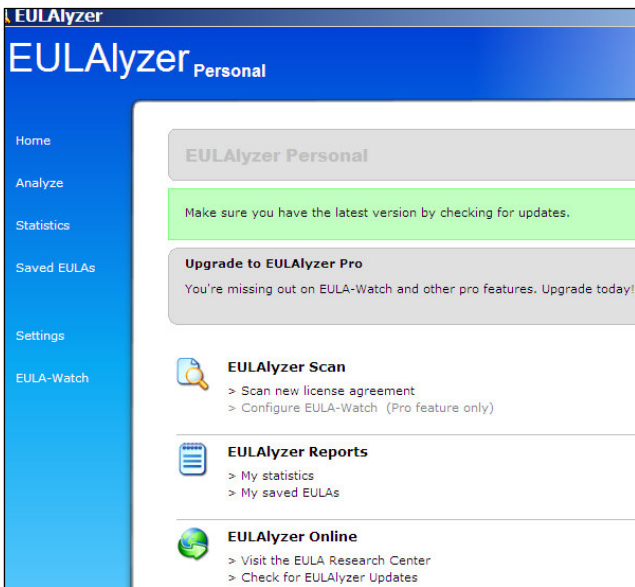 EULAlyzer
EULAlyzer Personal
Home
Analyze
Statistics
Saved EULAs
Settings
EULA-Watch
EULAlyzer Personal
Make sure you have the latest version by checking for updates.
Upgrade to EULAlyzer Pro
You're missing out on EULA-Watch and other pro features. Upgrade today!
EULAlyzer Scan
> Scan new license agreement
> Configure EULA-Watch (Pro feature only)
EULAlyzer Reports
> My statistics
> My saved EULAs
EULAlyzer Online
> Visit the EULA Research Center
> Check for EULAlyzer Updates